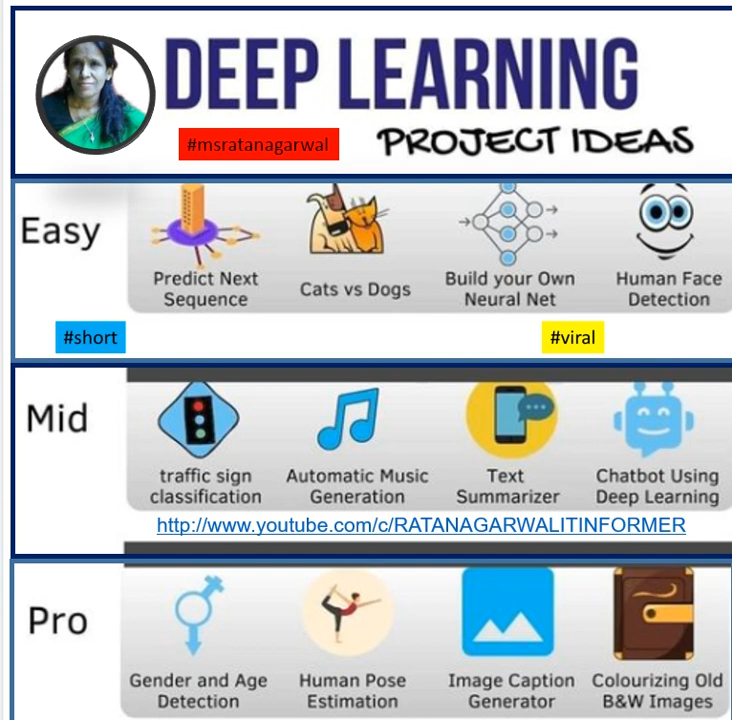 DEEP LEARNING
#msratanagarwal
PROJECT IDEAS
Easy
Predict Next
Sequence
Cats vs Dogs
Build your Own
Neural Net
Human Face
Detection
#short
#viral
Mid
traffic sign
classification
Automatic Music
Generation
Text
Summarizer
Chatbot Using
Deep Learning
http://www.youtube.com/c/RATANAGARWALITINFORMER
Pro
Gender and Age
Detection
Human Pose
Estimation
Image Caption
Generator
Colourizing Old
B&W Images